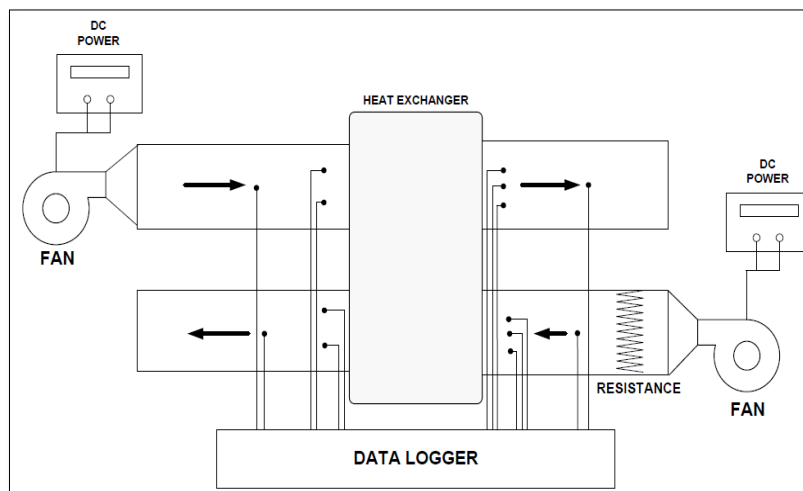 DC
POWER
HEAT EXCHANGER
DC
POWER
FAN
RESISTANCE
FAN
DATA LOGGER